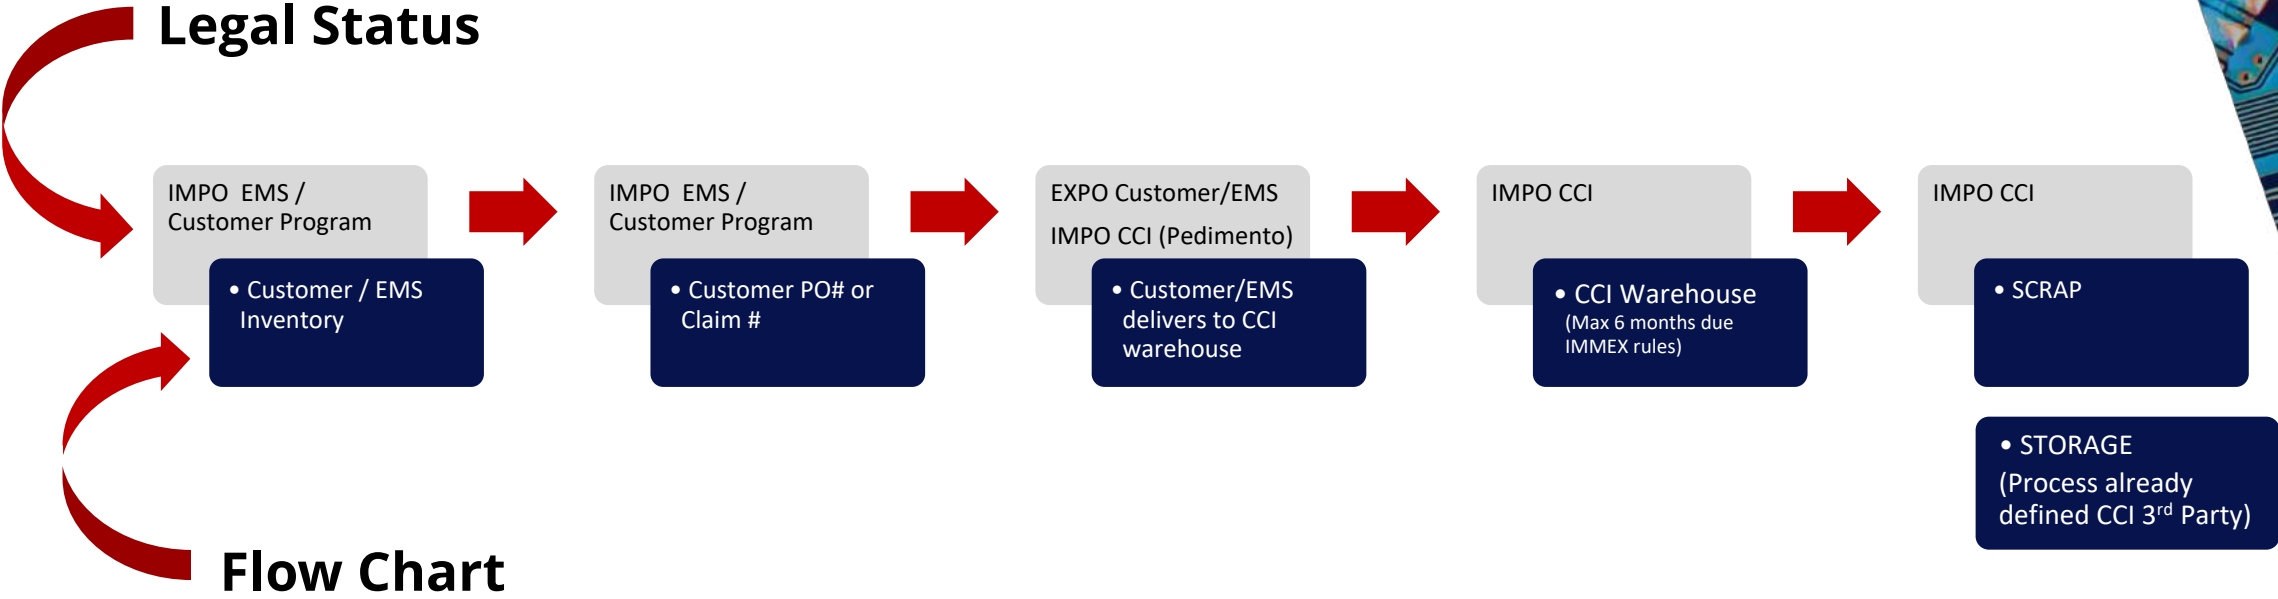 Legal Status
IMPO  EMS /
Customer Program
• Customer / EMS
Inventory
IMPO  EMS /
Customer Program
• Customer PO# or
Claim #
EXPO Customer/EMS
IMPO CCI (Pedimento)
• Customer/EMS
delivers to CCI
warehouse
IMPO CCI
• CCI Warehouse
(Max 6 months due
IMMEX rules)
IMPO CCI
• SCRAP
• STORAGE
(Process already
defined CCI 3rd Party)
Flow Chart